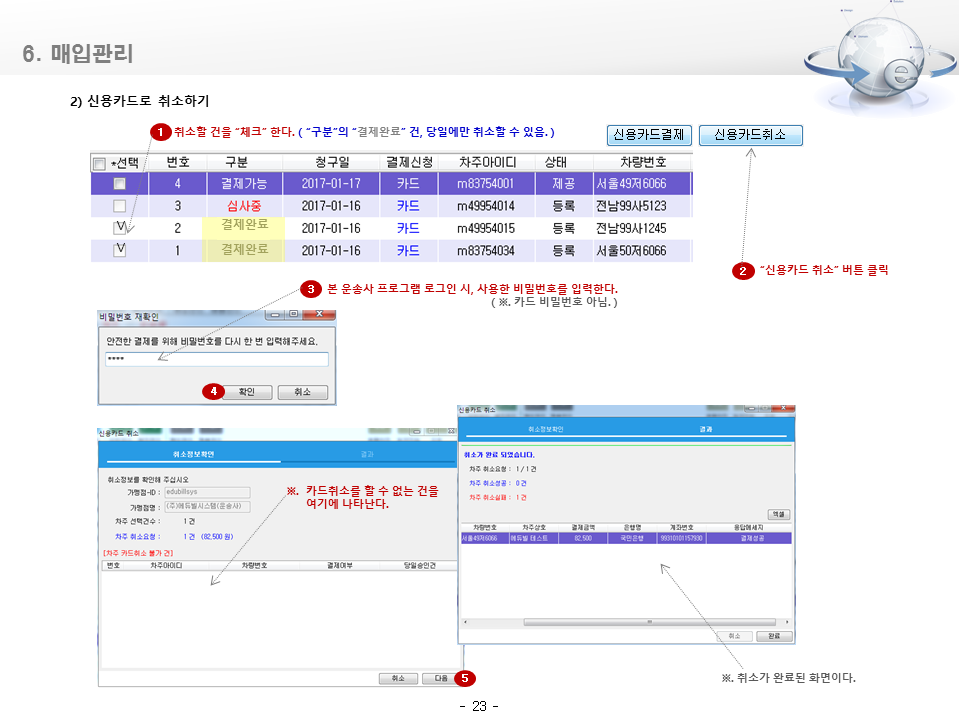 6. 매입관리
2) 신용카드로 취소하기
1 취소할 건을 "체크" 한다. ( "구분"의 "결제완료" 건, 당일에만 취소할 수 있음. )
신용카드결제 신용카드취소
*선택 번호 구분 청구일 결제신청 차주아이디 상태 차량번호
4 결제가능 2017-01-17 카드 m83754001 제공 서울49저6066
3 심사중 2017-01-16 카드 m49954014 등록 전남99사5123
V 2 결제완료 2017-01-16 카드 m49954015 등록 전남99사1245
V 1 결제완료 2017-01-16 카드 m83754034 등록 서울50저6066
2 "신용카드 취소" 버튼 클릭
3 본 운송사 프로그램 로그인 시, 사용한 비밀번호를 입력한다.
( ※. 카드 비밀번호 아님. )
비밀번호 재확인
안전한 결제를 위해 비밀번호를 다시 한 번 입력해주세요.
****
4 확인 취소
신용카드 취소
취소정보확인 결과
취소정보를 확인해 주십시오
가맹점-ID : edubillsys
가맹점명 : (주)에듀빌시스템(운송사)
차주 선택건수 : 1 건
차주 취소요청 : 1 건 (82,500 원)
[차주 카드취소 불가 건]
번호 차주아이디 차량번호 결제여부 당일승인건
※. 카드취소를 할 수 없는 건을
여기에 나타난다.
취소 다음 5
신용카드 취소
취소정보확인 결과
취소가 완료 되었습니다.
차주 취소요청 : 1 / 1 건
차주 취소성공 : 0 건
차주 취소실패 : 1 건
엑셀
차량번호 차주상호 결제금액 은행명 계좌번호 응답메세지
서울49저6066 에듀빌 테스트 82,500 국민은행 99310101157930 결제성공
취소 완료
※. 취소가 완료된 화면이다.
- 23 -